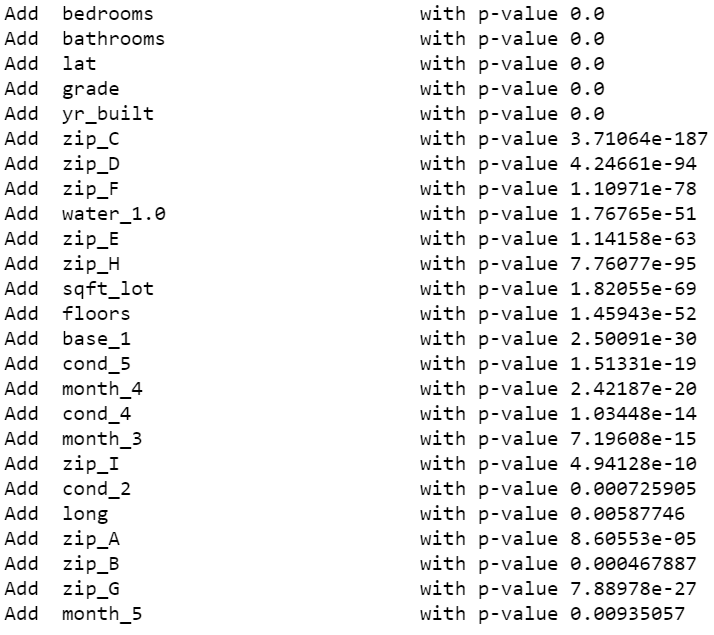 Add  bedrooms                       with p-value 0.0
Add  bathrooms                      with p-value 0.0
Add  lat                            with p-value 0.0
Add  grade                          with p-value 0.0
Add  yr_built                       with p-value 0.0
Add  zip_C                          with p-value 3.71064e-187
Add  zip_D                          with p-value 4.24661e-94
Add  zip_F                          with p-value 1.10971e-78
Add  water_1.0                      with p-value 1.76765e-51
Add  zip_E                          with p-value 1.14158e-63
Add  zip_H                          with p-value 7.76077e-95
Add  sqft_lot                       with p-value 1.82055e-69
Add  floors                         with p-value 1.45943e-52
Add  base_1                         with p-value 2.50091e-30
Add  cond_5                         with p-value 1.51331e-19
Add  month_4                        with p-value 2.42187e-20
Add  cond_4                         with p-value 1.03448e-14
Add  month_3                        with p-value 7.19608e-15
Add  zip_I                          with p-value 4.94128e-10
Add  cond_2                         with p-value 0.000725905
Add  long                           with p-value 0.00587746
Add  zip_A                          with p-value 8.60553e-05
Add  zip_B                          with p-value 0.000467887
Add  zip_G                          with p-value 7.88978e-27
Add  month_5                        with p-value 0.00935057